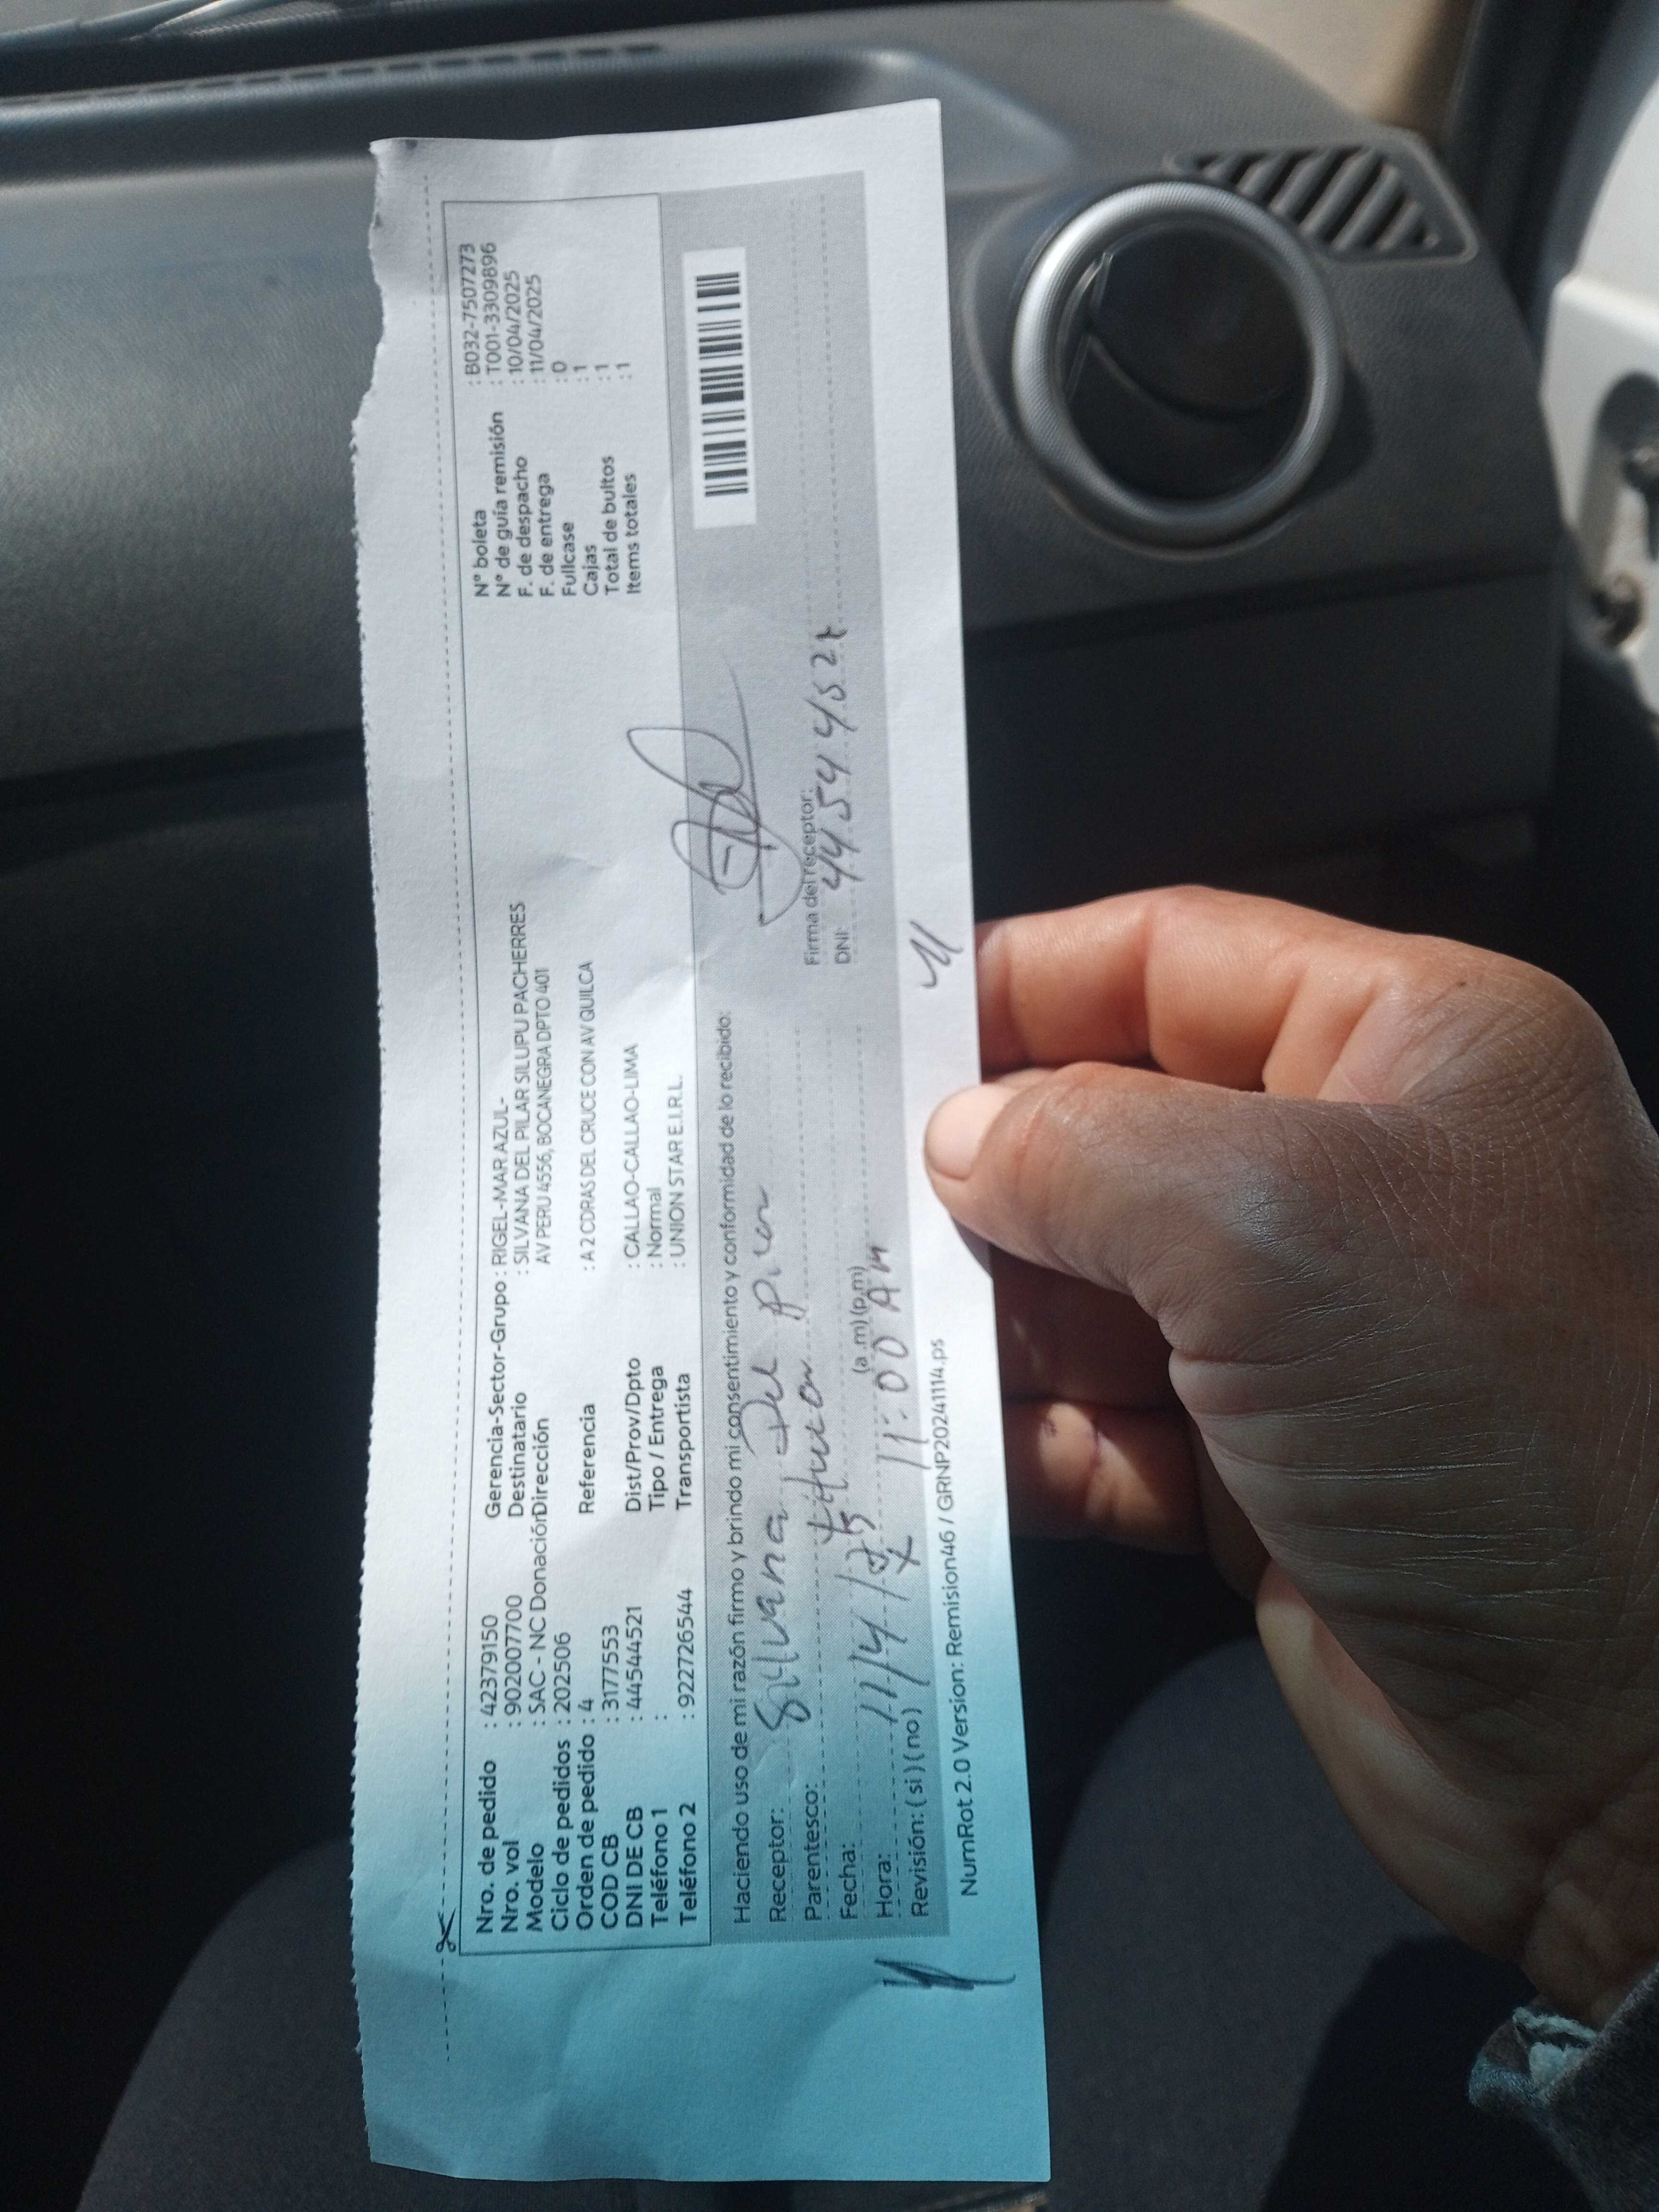 Nro. de pedido : 42379150
Nro. vol : 902007700
Modelo : SAC - NC Donación
Ciclo de pedidos : 202506
Orden de pedido : 4
COD CB : 3177553
DNI DE CB : 44544521
Teléfono 1 :
Teléfono 2 : 922726544
Gerencia-Sector-Grupo : RIGEL-MAR AZUL-
Destinatario : SILVANA DEL PILAR SILUPU PACHERRES
Dirección AV PERU 4556, BOCANEGRA DPTO 401
Referencia : A 2 CDRAS DEL CRUCE CON AV QUILCA
Dist/Prov/Dpto : CALLAO-CALLAO-LIMA
Tipo / Entrega : Normal
Transportista : UNION STAR E.I.R.L.
N° boleta : B032-7507273
N° de guía remisión : T001-3309896
F. de despacho : 10/04/2025
F. de entrega : 11/04/2025
Fullcase : 0
Cajas : 1
Total de bultos : 1
Items totales : 1
Haciendo uso de mi razón firmo y brindo mi consentimiento y conformidad de lo recibido:
Receptor: Silvana Del
Parentesco:
Fecha: 11/4/25
Hora: 11:00 AM (a .m) (p.m)
Revisión: ( si ) ( no )
Firma del receptor:
DNI: 44544521
NumRot 2.0 Version: Remision46 / GRNP20241114.ps